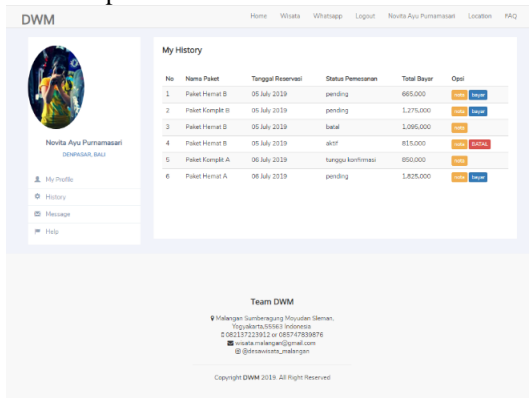 DWM Home Wisata Whatsapp Logout Novita Ayu Purnamasari Location FAQ
My History
No Nama Paket Tanggal Reservasi Status Pemesanan Total Bayar Opsi
1 Paket Hemat B 05 July 2019 pending 665,000 nota bayar
2 Paket Komplit B 05 July 2019 pending 1,275,000 nota bayar
3 Paket Hemat B 05 July 2019 batal 1,095,000 nota
4 Paket Hemat B 06 July 2019 aktif 815,000 nota BATAL
5 Paket Komplit A 06 July 2019 tunggu konfirmasi 650,000 nota
6 Paket Hemat A 06 July 2019 pending 1,825,000 nota bayar
Novita Ayu Purnamasari
DENPASAR, BALI
My Profile
History
Message
Help
Team DWM
Malangan Sumberagung Moyudan Sleman,
Yogyakarta,55563 Indonesia
082137223912 or 085747839876
wisata.malangan@gmail.com
@desawisata_malangan
Copyright DWM 2019. All Right Reserved